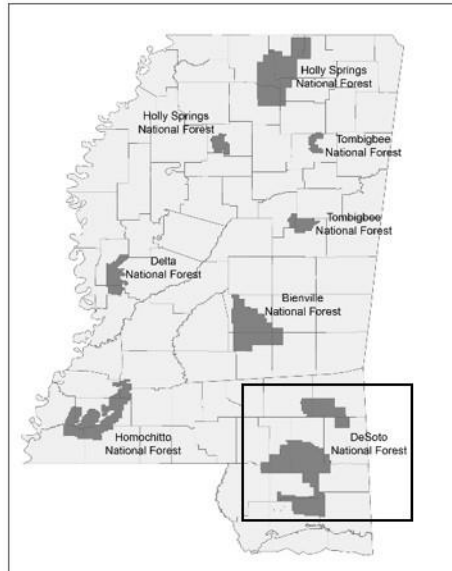 Holly Springs
National Forest
Holly Springs
National Forest
Tombigbee
National Forest
Tombigbee
National Forest
Delta
National Forest
Bienville
National Forest
DeSoto
National Forest
Homochitto
National Forest